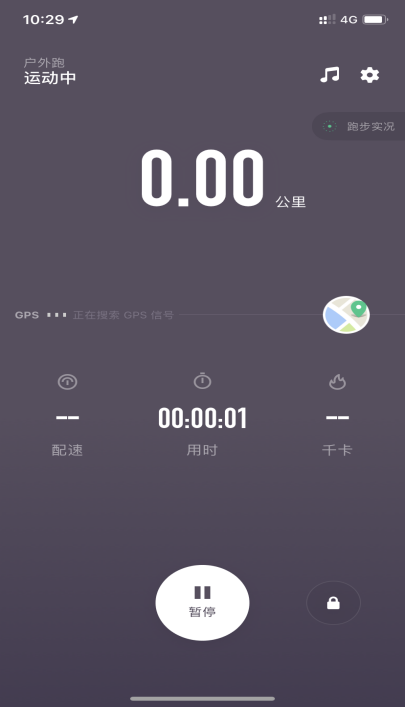 10:29
4G
户外跑
运动中
跑步实况
0.00 公里
GPS 正在搜索 GPS 信号
-- 00:00:01 --
配速 用时 千卡
暂停